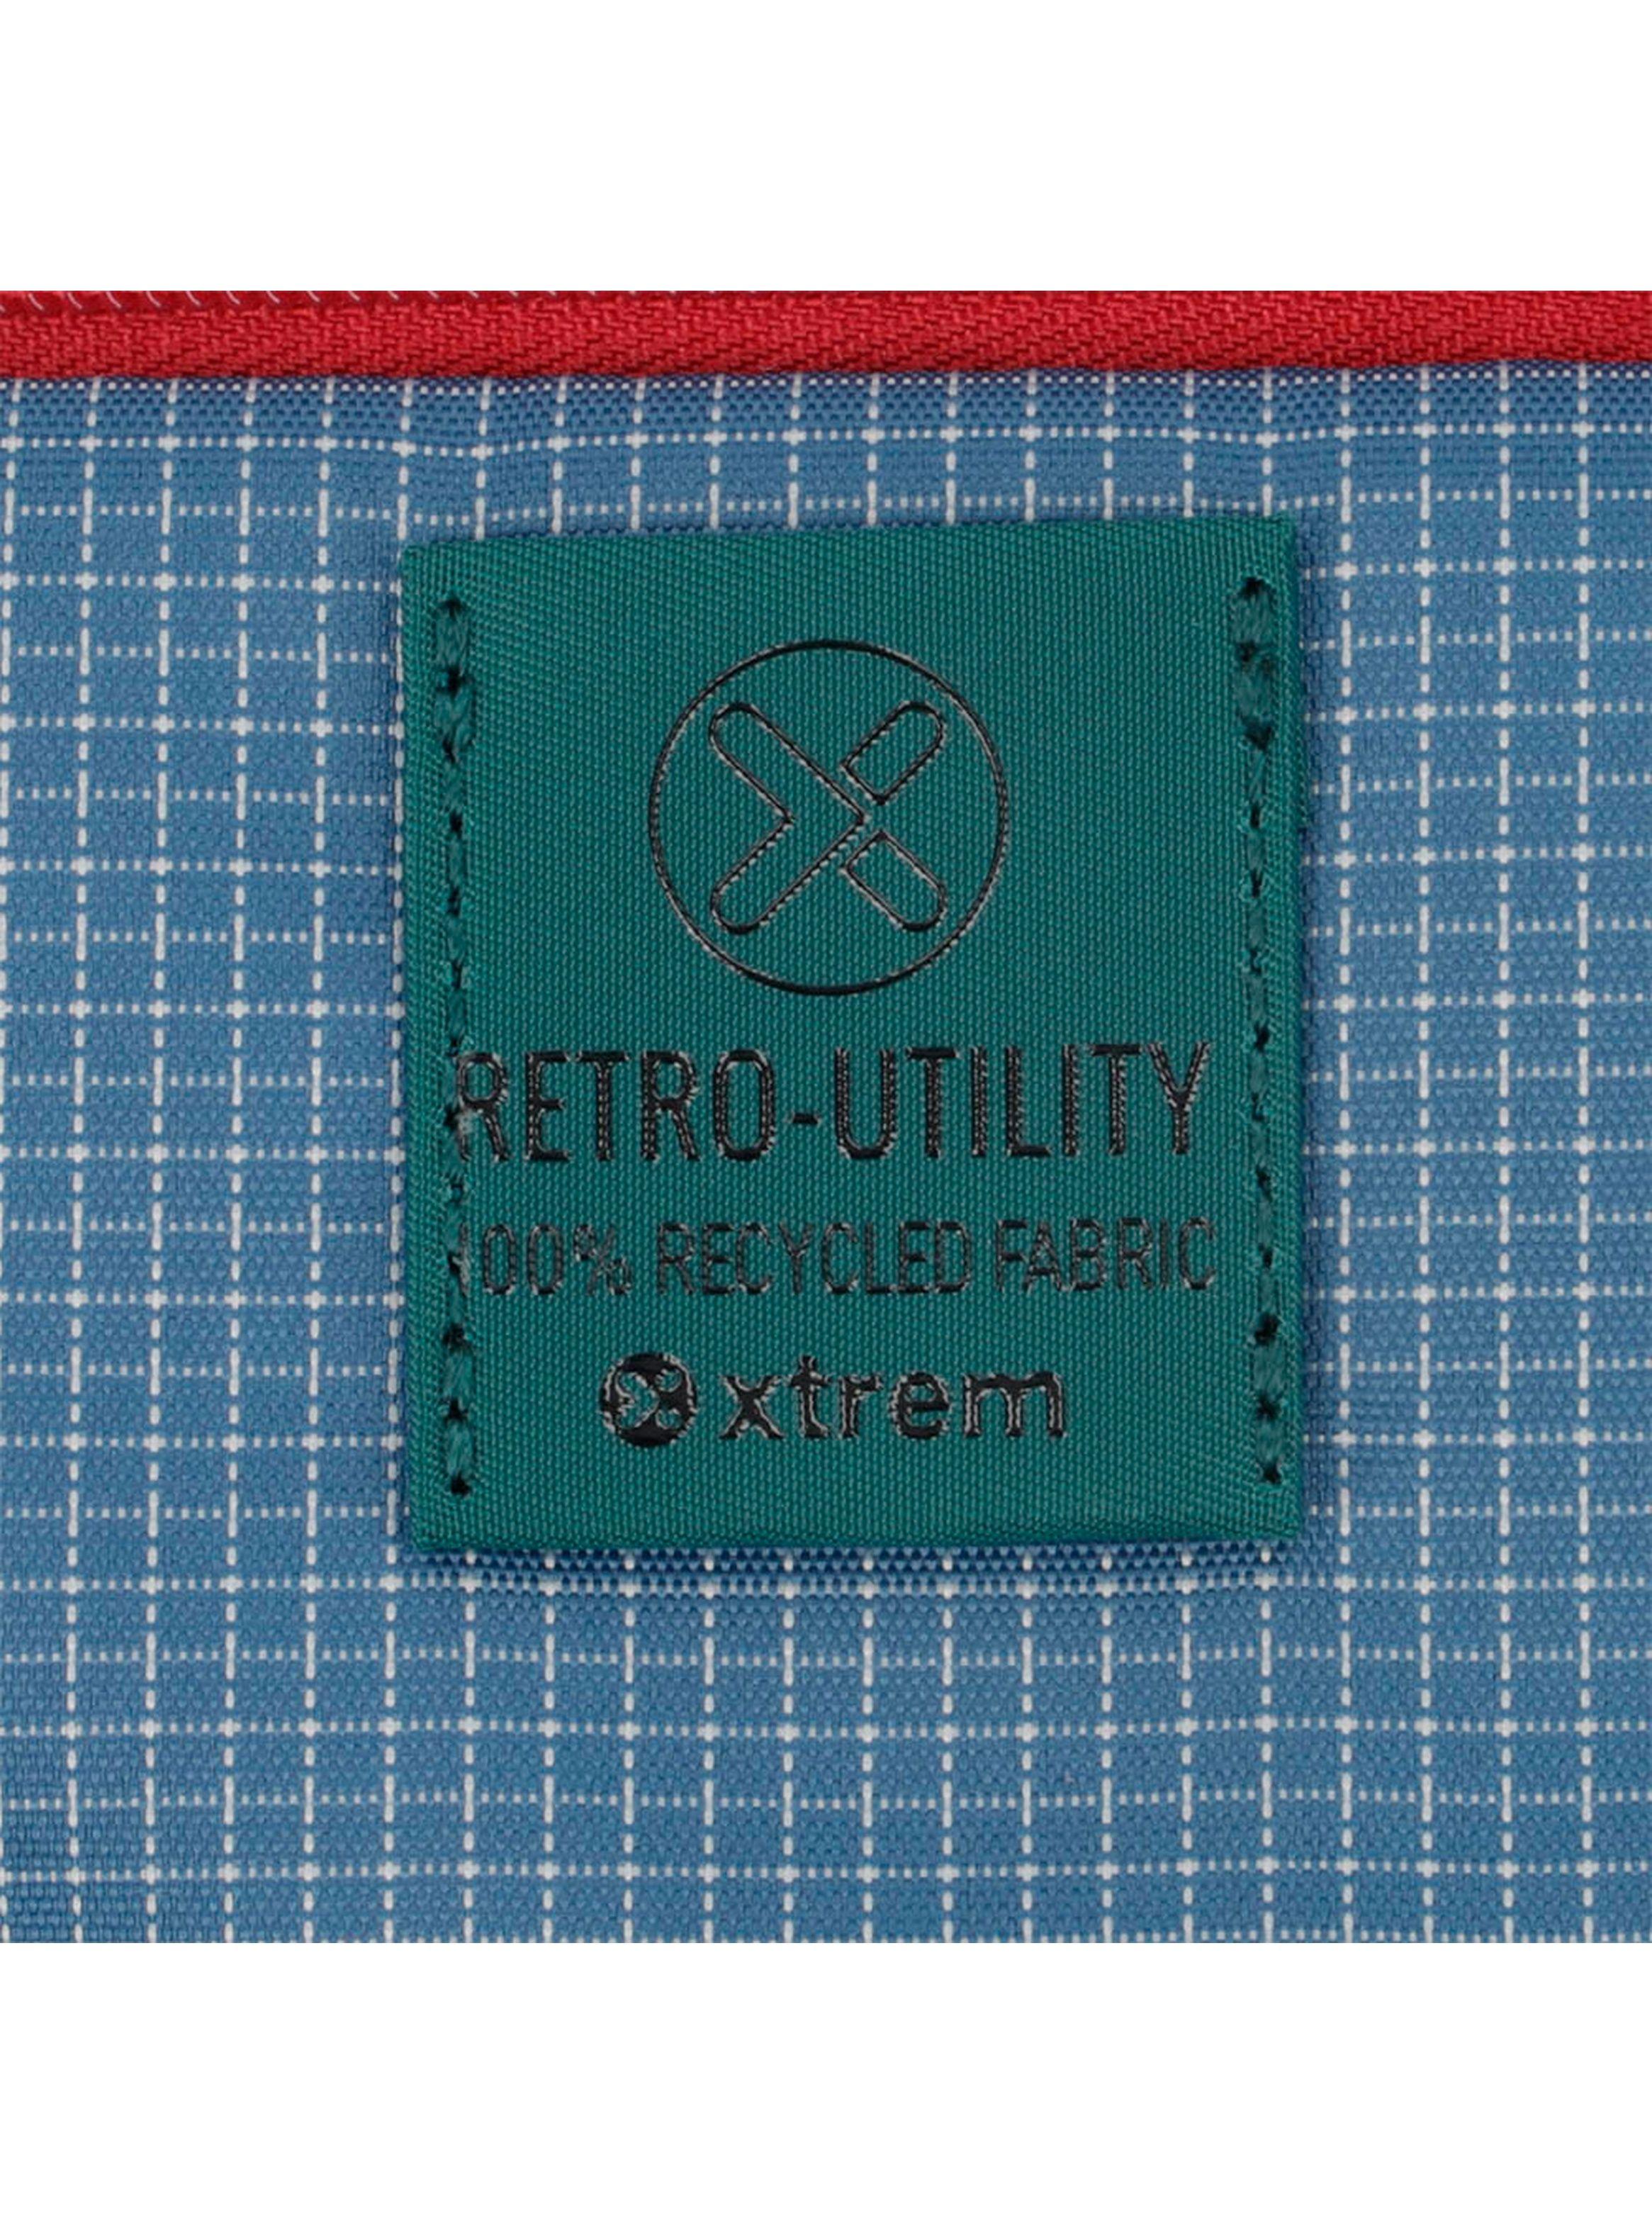 RETRO-UTILITY
100% RECYCLED FABRIC
xtrem